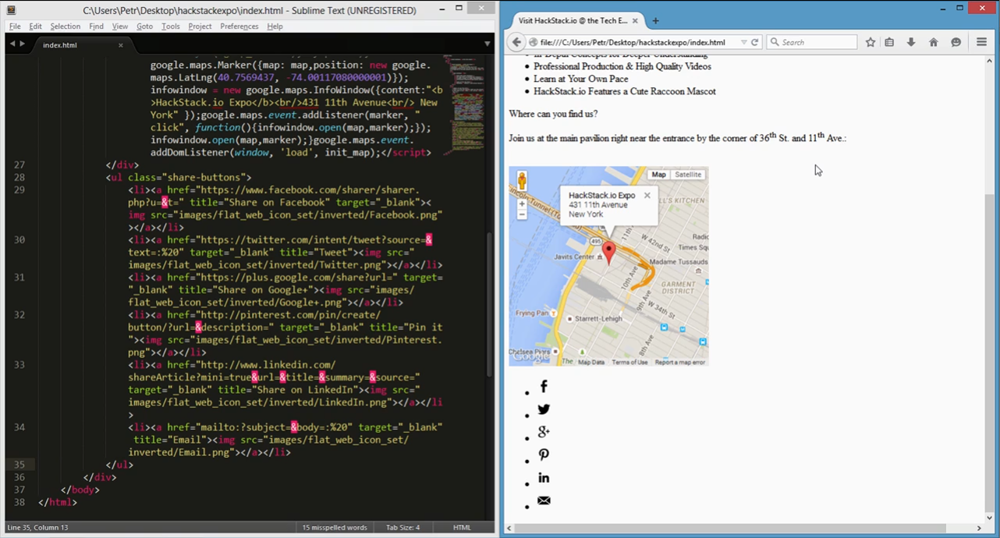 C:\Users\Petr\Desktop\hackstackexpo\index.html - Sublime Text (UNREGISTERED)
File Edit Selection Find View Goto Tools Project Preferences Help
index.html
google.maps.Marker({map: map,position: new google.
maps.LatLng(40.7569437, -74.00117080000001)});
infowindow = new google.maps.InfoWindow({content:"<b
>HackStack.io Expo</b><br/>431 11th Avenue<br/> New
York" });google.maps.event.addListener(marker, "
click", function(){infowindow.open(map,marker);});
infowindow.open(map,marker);}google.maps.event.
addDomListener(window, 'load', init_map);</script>
27 </div>
28 <ul class="share-buttons">
29 <li><a href="https://www.facebook.com/sharer/sharer.
php?u=&t=" title="Share on Facebook" target="_blank"><
img src="images/flat_web_icon_set/inverted/Facebook.png"
></a></li>
30 <li><a href="https://twitter.com/intent/tweet?source=&
text=:%20" target="_blank" title="Tweet"><img src="
images/flat_web_icon_set/inverted/Twitter.png"></a></li>
31 <li><a href="https://plus.google.com/share?url=" target=
"_blank" title="Share on Google+"><img src="images/
flat_web_icon_set/inverted/Google+.png"></a></li>
32 <li><a href="http://pinterest.com/pin/create/
button/?url=&description=" target="_blank" title="Pin it
"><img src="images/flat_web_icon_set/inverted/Pinterest.
png"></a></li>
33 <li><a href="http://www.linkedin.com/
shareArticle?mini=true&url=&title=&summary=&source="
target="_blank" title="Share on LinkedIn"><img src="
images/flat_web_icon_set/inverted/LinkedIn.png"></a></li
>
34 <li><a href="mailto:?subject=&body=:%20" target="_blank"
title="Email"><img src="images/flat_web_icon_set/
inverted/Email.png"></a></li>
35 </ul>
36 </div>
37 </body>
38 </html>
Line 35, Column 13
15 misspelled words
Tab Size: 4
HTML
Visit HackStack.io @ the Tech E...
file:///C:/Users/Petr/Desktop/hackstackexpo/index.html
Search
In-Depth Concepts for Deeper Understanding
Professional Production & High Quality Videos
Learn at Your Own Pace
HackStack.io Features a Cute Raccoon Mascot
Where can you find us?
Join us at the main pavilion right near the entrance by the corner of 36th St. and 11th Ave.:
Map Satellite
HackStack.io Expo
431 11th Avenue
New York
Lincoln Tunnel
'S KITCHEN
11th
495
W 42nd St
Radio
Times Sq
Javits Center
Madame Tussauds
10th Ave
GARMENT
DISTRICT
W 34th St
Frying Pan
Starrett-Lehigh
9th Ave
8th Ave
Chelsea Piers
Google
Map Data Terms of Use Report a map error